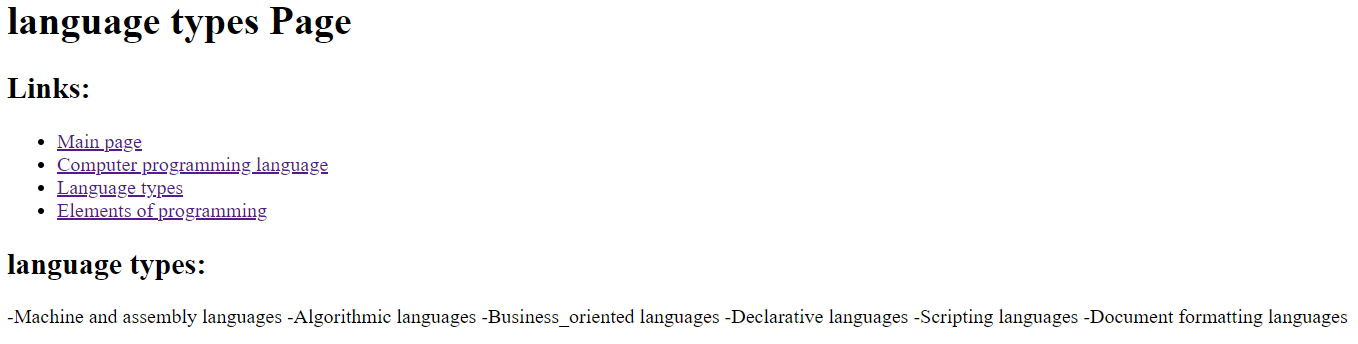 language types Page
Links:
Main page
Computer programming language
Language types
Elements of programming
language types:
-Machine and assembly languages -Algorithmic languages -Business_oriented languages -Declarative languages -Scripting languages -Document formatting languages